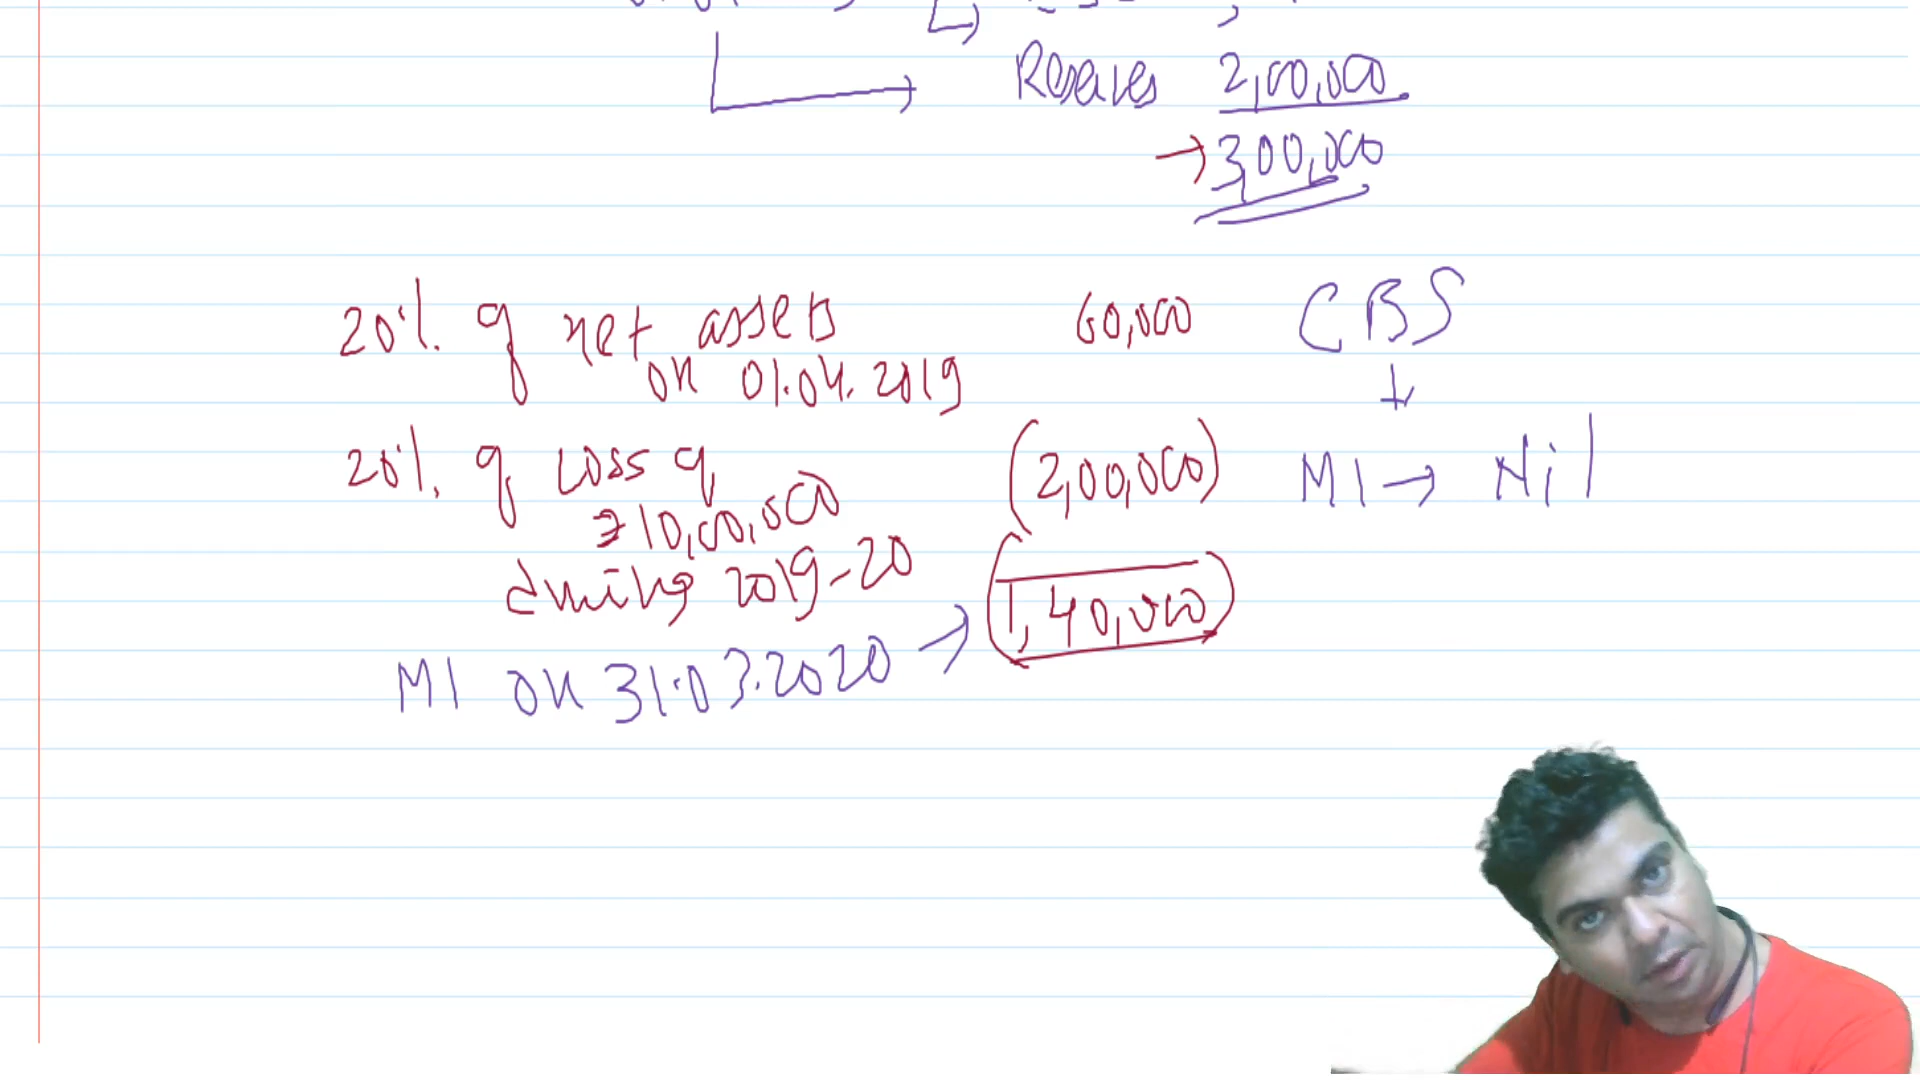 Reserves 2,00,000
→ 3,00,000
20%. of net assets 60,000 CBS
on 01.04.2019
20%. of Loss of (2,00,000) MI → Nil
₹10,00,000
during 2019-20
(1,40,000)
MI on 31.03.2020 →